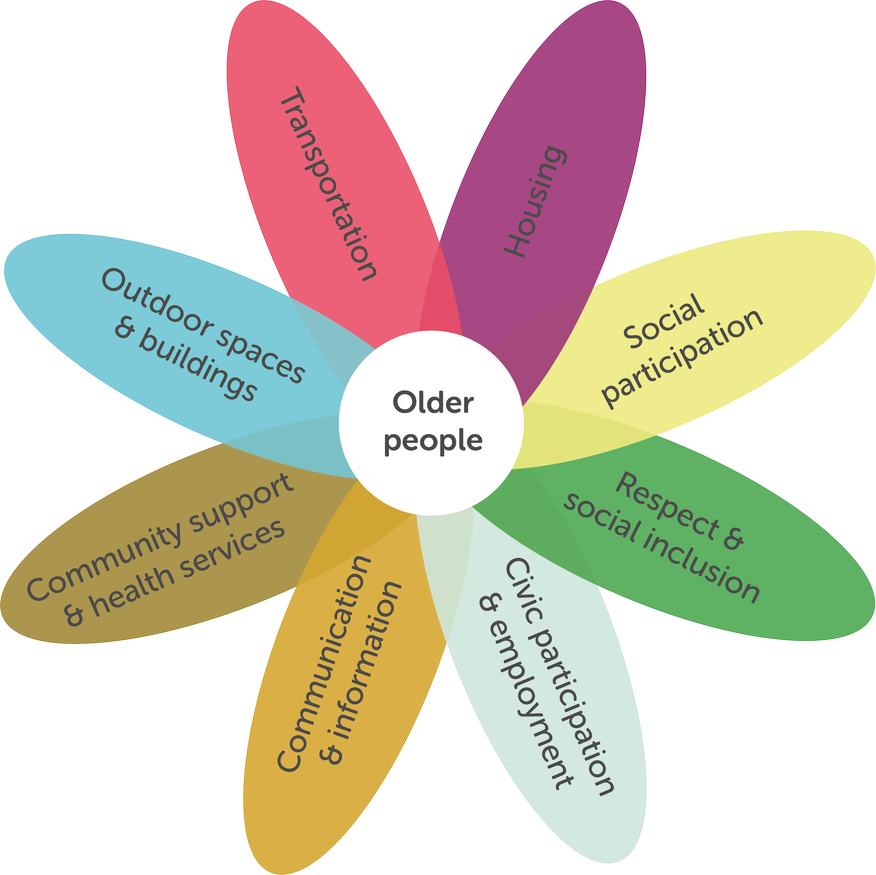 Transportation
Housing
Social
participation
Respect &
social inclusion
Civic participation
& employment
Communication
& information
Community support
& health services
Outdoor spaces
& buildings
Older
people